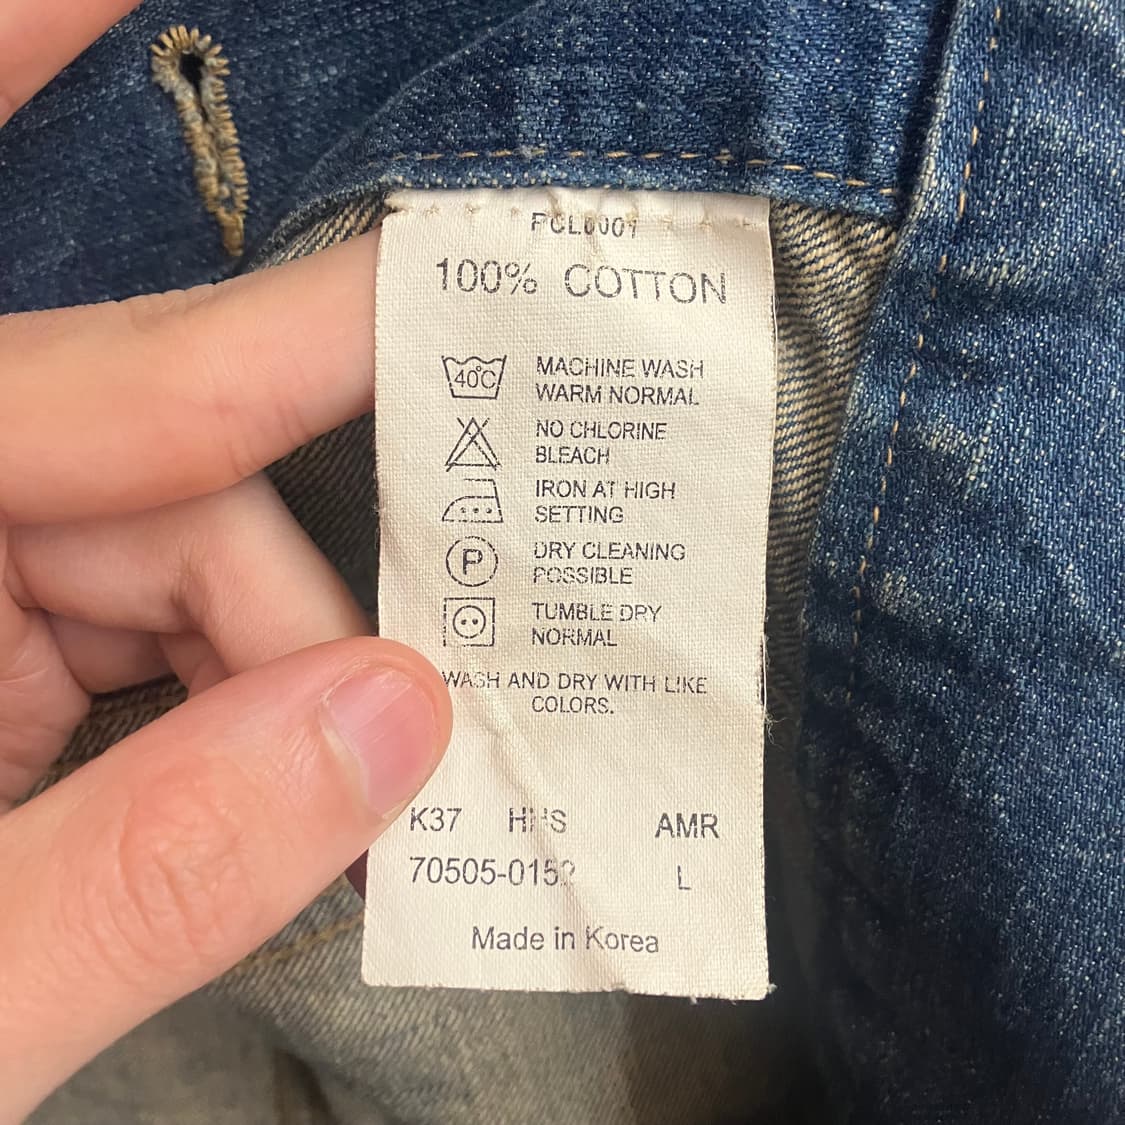 100% COTTON
40°C MACHINE WASH
WARM NORMAL
NO CHLORINE
BLEACH
IRON AT HIGH
SETTING
P DRY CLEANING
POSSIBLE
TUMBLE DRY
NORMAL
WASH AND DRY WITH LIKE
COLORS.
K37 AMR
L
Made in Korea